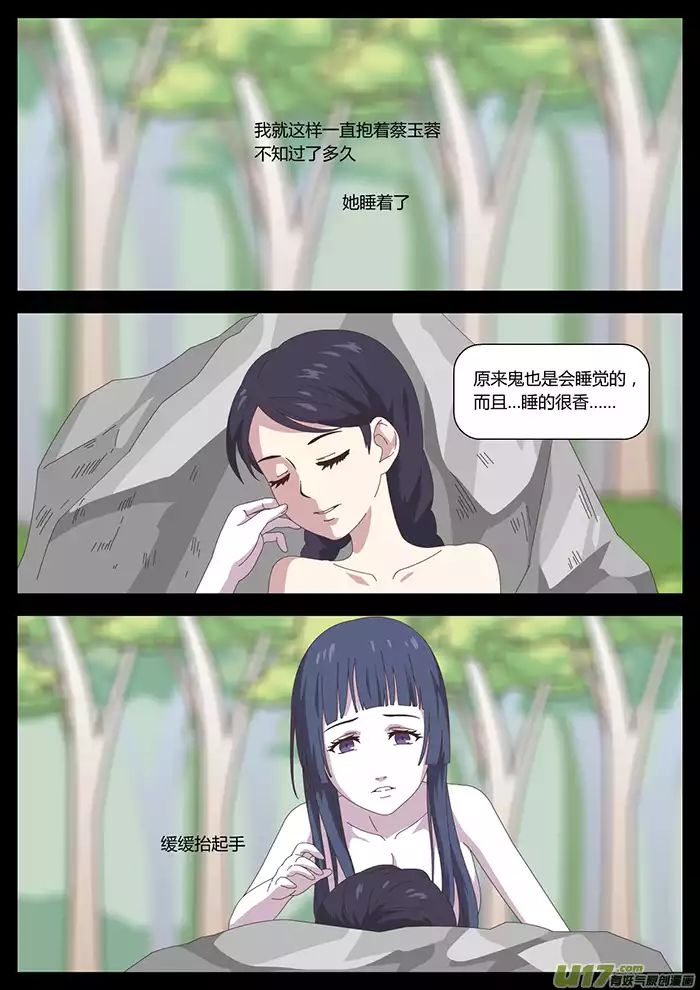 我就这样一直抱着蔡玉蓉
不知过了多久
她睡着了
原来鬼也是会睡觉的，
而且...睡的很香......
缓缓抬起手
U17.com
有妖气原创漫画